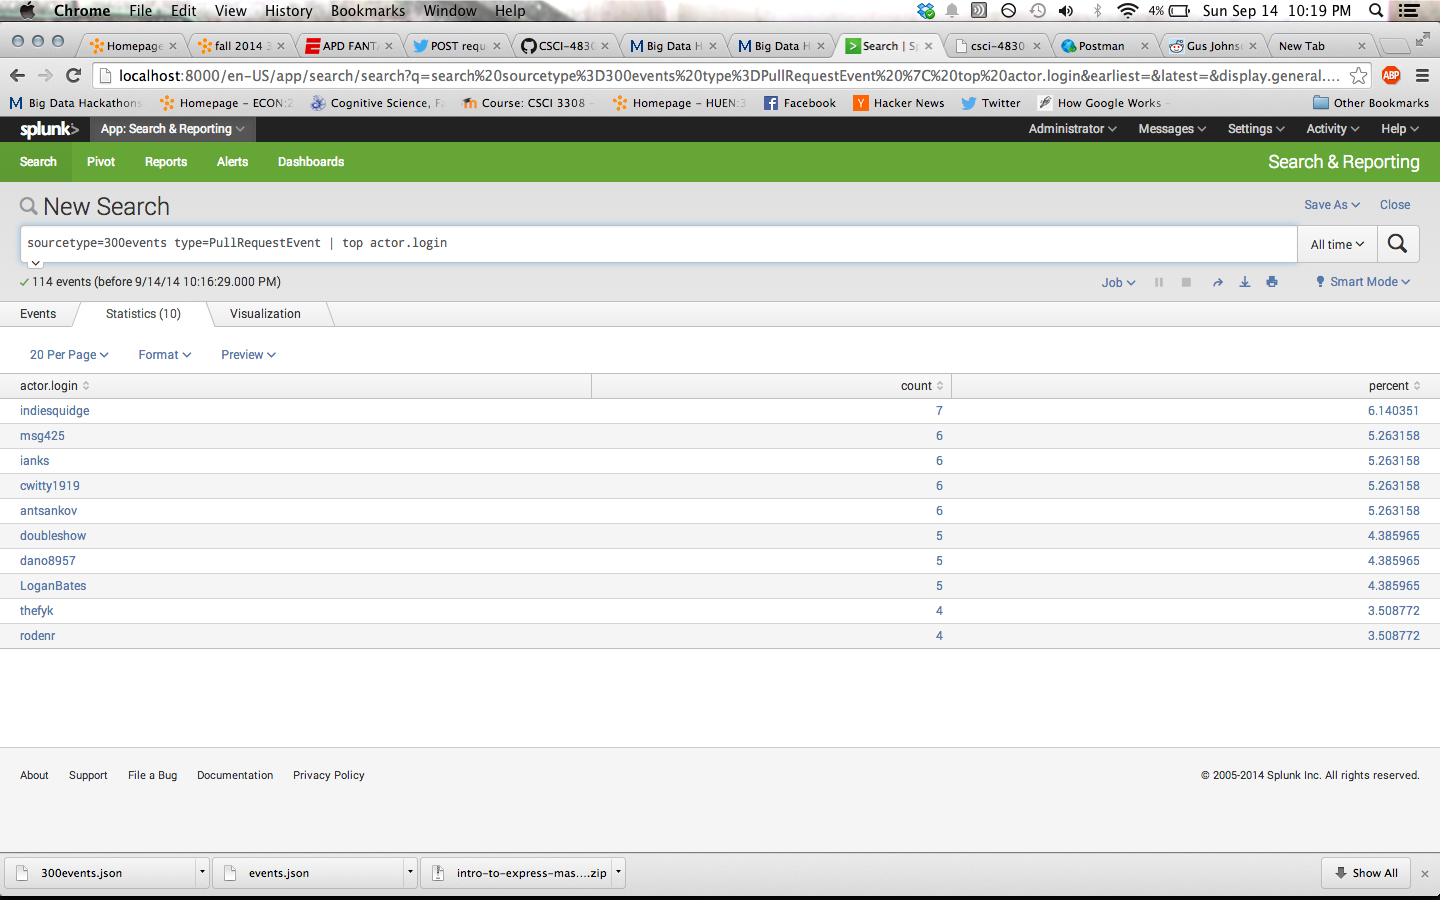 Chrome File Edit View History Bookmarks Window Help 4% Sun Sep 14 10:19 PM
Homepage fall 2014 3 APD FANTA POST requ CSCI-4830 Big Data H Big Data H Search | Sp csci-4830 Postman Gus Johns New Tab
localhost:8000/en-US/app/search/search?q=search%20sourcetype%3D300events%20type%3DPullRequestEvent%20%7C%20top%20actor.login&earliest=&latest=&display.general.... ABP
Big Data Hackathons Homepage - ECON:2 Cognitive Science, F Course: CSCI 3308 - Homepage - HUEN:3 Facebook Hacker News Twitter How Google Works - Other Bookmarks
splunk> App: Search & Reporting Administrator Messages Settings Activity Help
Search Pivot Reports Alerts Dashboards Search & Reporting
New Search Save As Close
sourcetype=300events type=PullRequestEvent | top actor.login All time
114 events (before 9/14/14 10:16:29.000 PM) Job Smart Mode
Events Statistics (10) Visualization
20 Per Page Format Preview
actor.login count percent
indiesquidge 7 6.140351
msg425 6 5.263158
ianks 6 5.263158
cwitty1919 6 5.263158
antsankov 6 5.263158
doubleshow 5 4.385965
dano8957 5 4.385965
LoganBates 5 4.385965
thefyk 4 3.508772
rodenr 4 3.508772
About Support File a Bug Documentation Privacy Policy © 2005-2014 Splunk Inc. All rights reserved.
300events.json events.json intro-to-express-mas....zip Show All